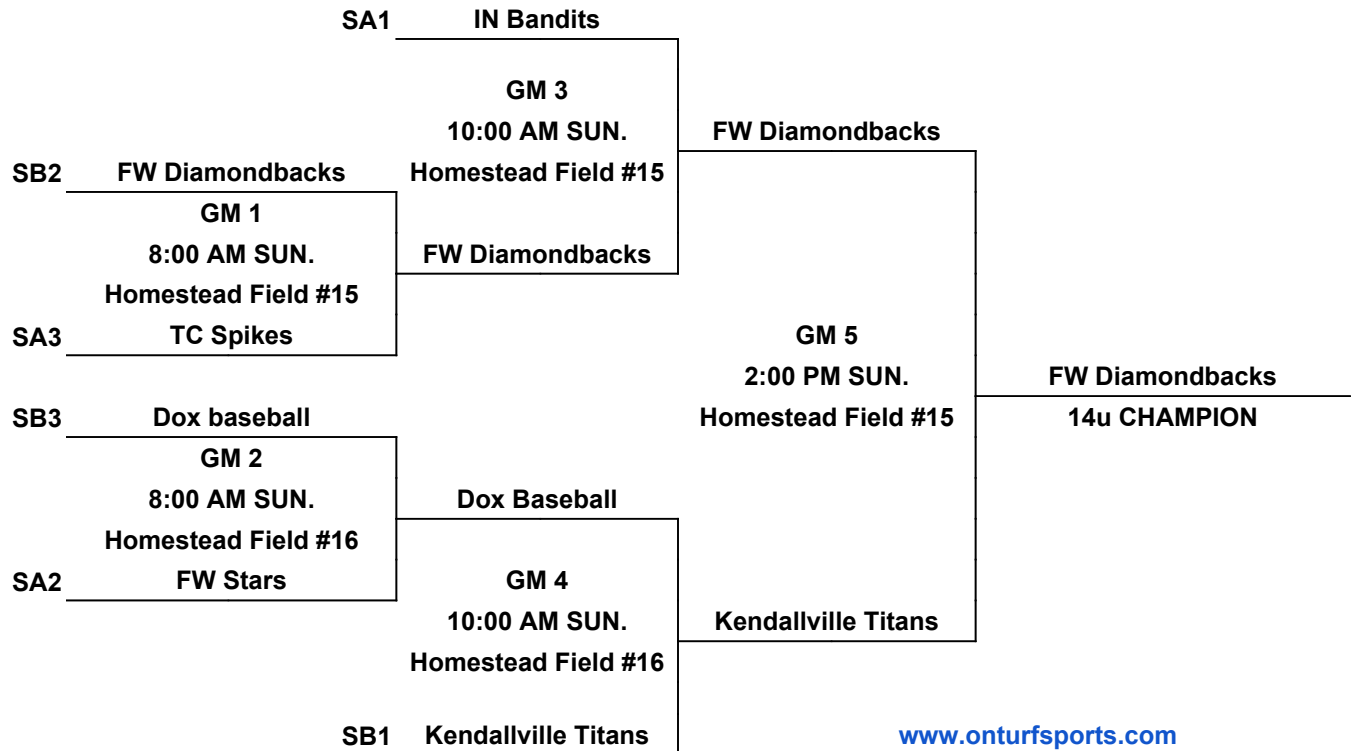 SA1 IN Bandits
GM 3
10:00 AM SUN. FW Diamondbacks
SB2 FW Diamondbacks Homestead Field #15
GM 1
8:00 AM SUN. FW Diamondbacks
Homestead Field #15
SA3 TC Spikes GM 5
2:00 PM SUN. FW Diamondbacks
SB3 Dox baseball Homestead Field #15 14u CHAMPION
GM 2
8:00 AM SUN. Dox Baseball
Homestead Field #16
SA2 FW Stars GM 4
10:00 AM SUN. Kendallville Titans
Homestead Field #16
SB1 Kendallville Titans www.onturfsports.com